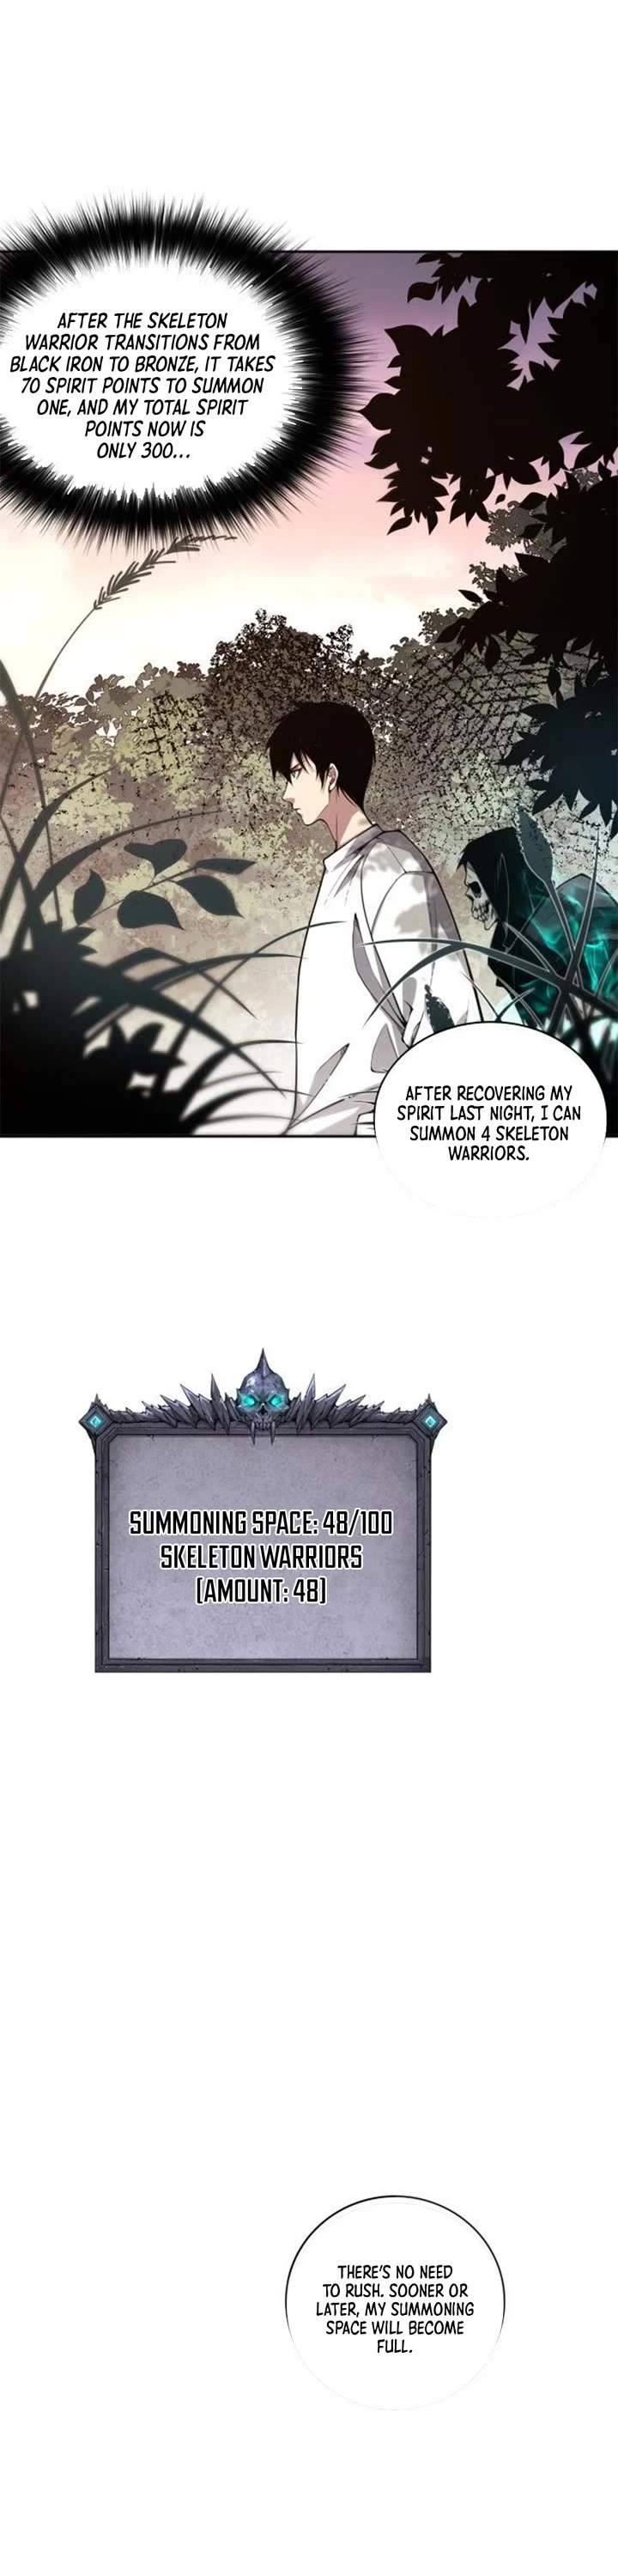 AFTER THE SKELETON
WARRIOR TRANSITIONS FROM
BLACK IRON TO BRONZE, IT TAKES
70 SPIRIT POINTS TO SUMMON
ONE, AND MY TOTAL SPIRIT
POINTS NOW IS
ONLY 300...
AFTER RECOVERING MY
SPIRIT LAST NIGHT, I CAN
SUMMON 4 SKELETON
WARRIORS.
SUMMONING SPACE: 48/100
SKELETON WARRIORS
[AMOUNT: 48]
THERE'S NO NEED
TO RUSH. SOONER OR
LATER, MY SUMMONING
SPACE WILL BECOME
FULL.